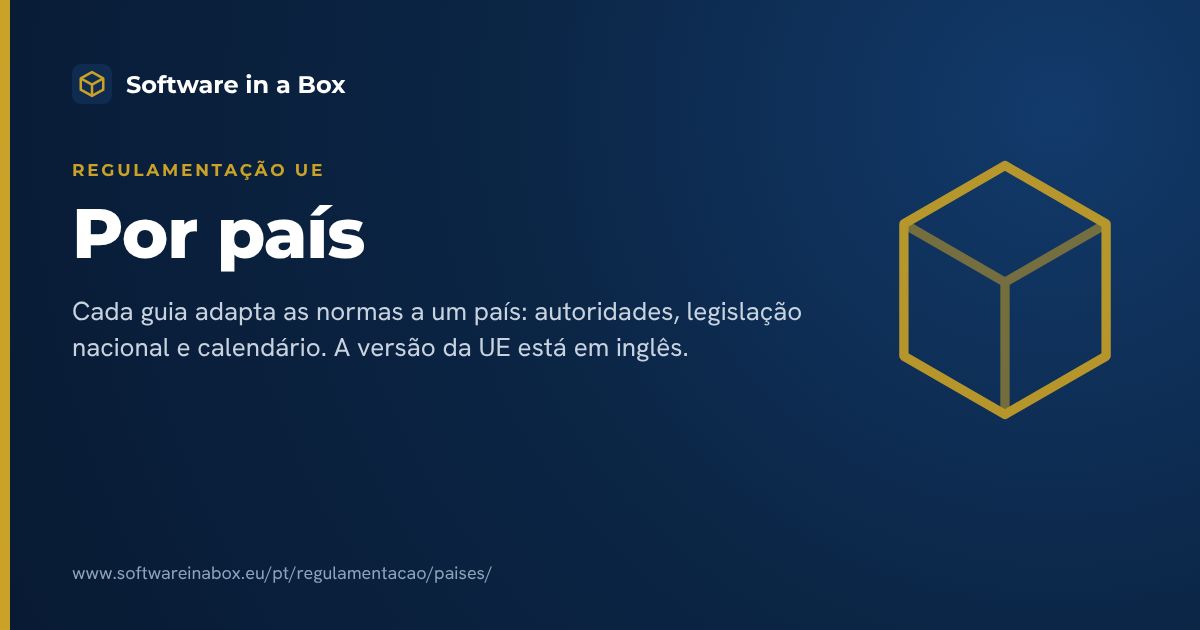 Software in a Box
REGULAMENTAÇÃO UE
Por país
Cada guia adapta as normas a um país: autoridades, legislação
nacional e calendário. A versão da UE está em inglês.
www.softwareinabox.eu/pt/regulamentacao/paises/